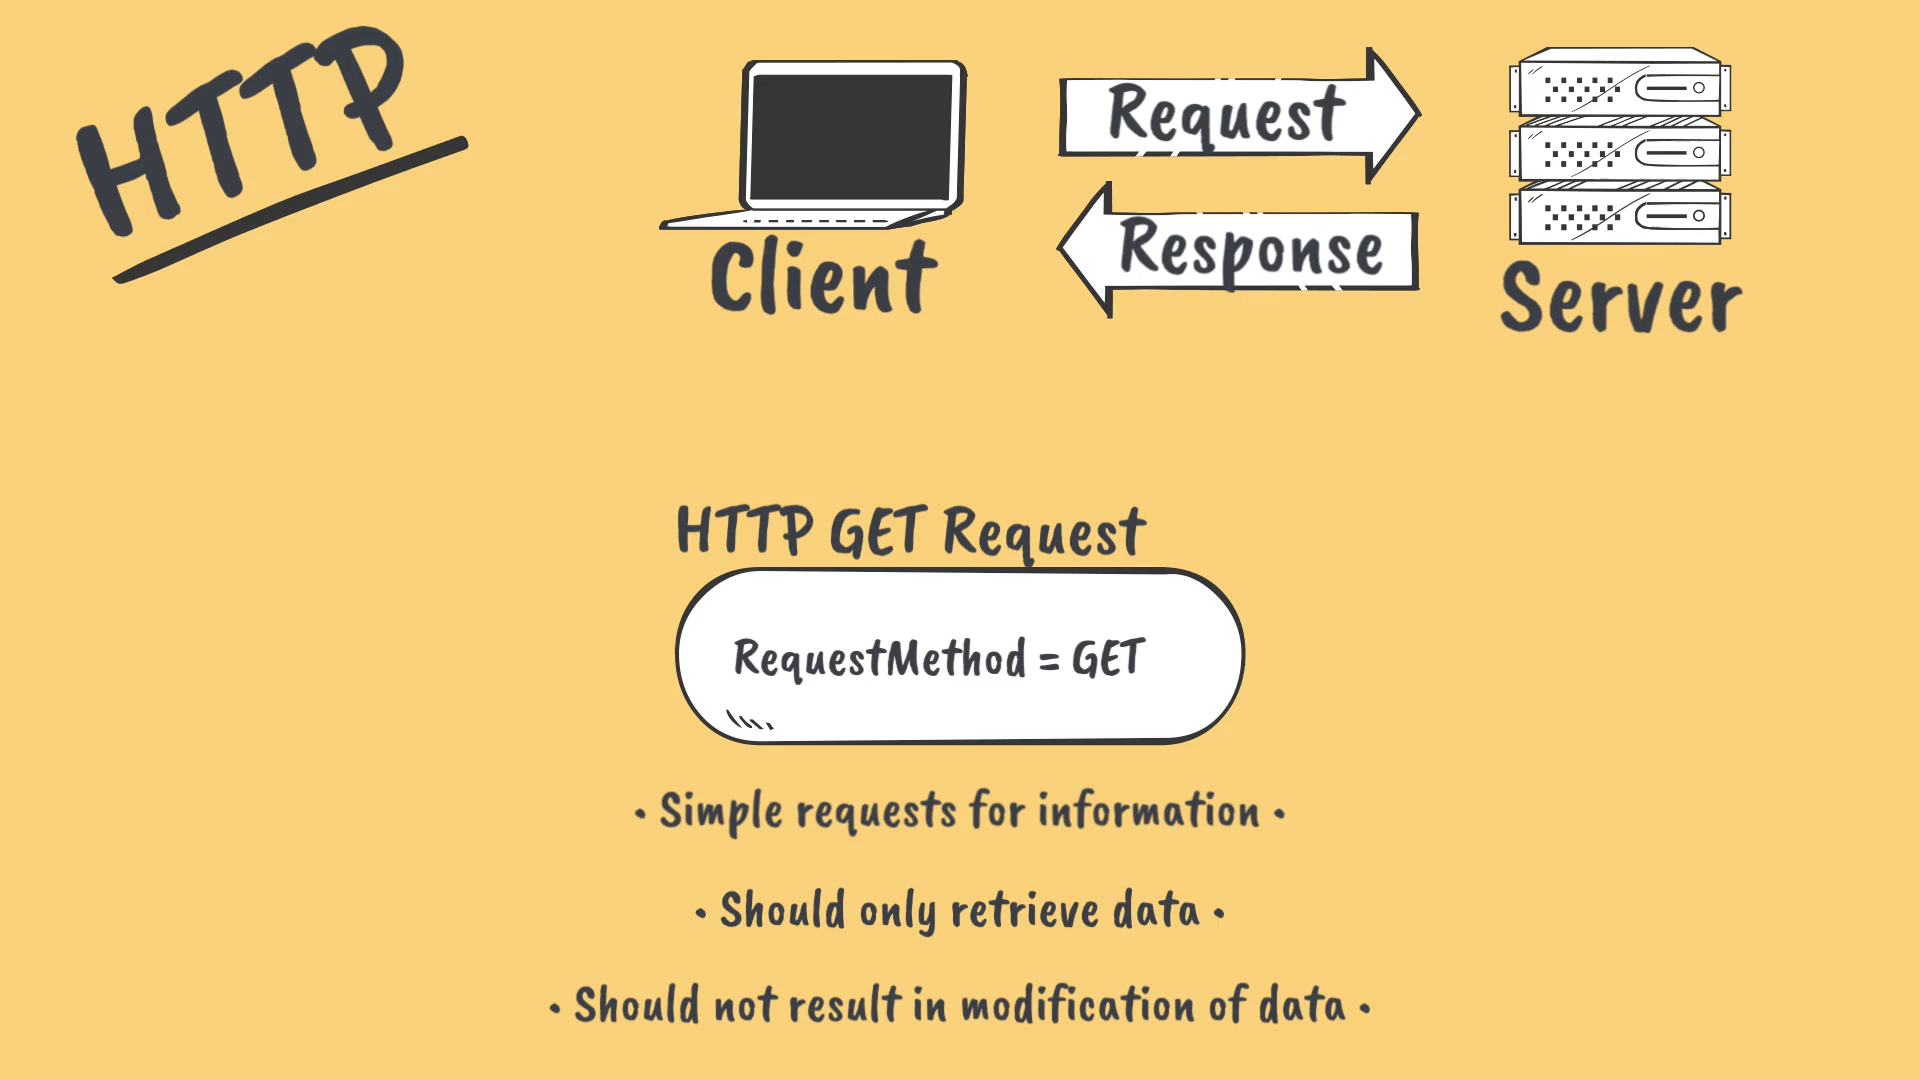 HTTP
Request
Response
Client
Server
HTTP GET Request
RequestMethod = GET
• Simple requests for information •
• Should only retrieve data •
• Should not result in modification of data •